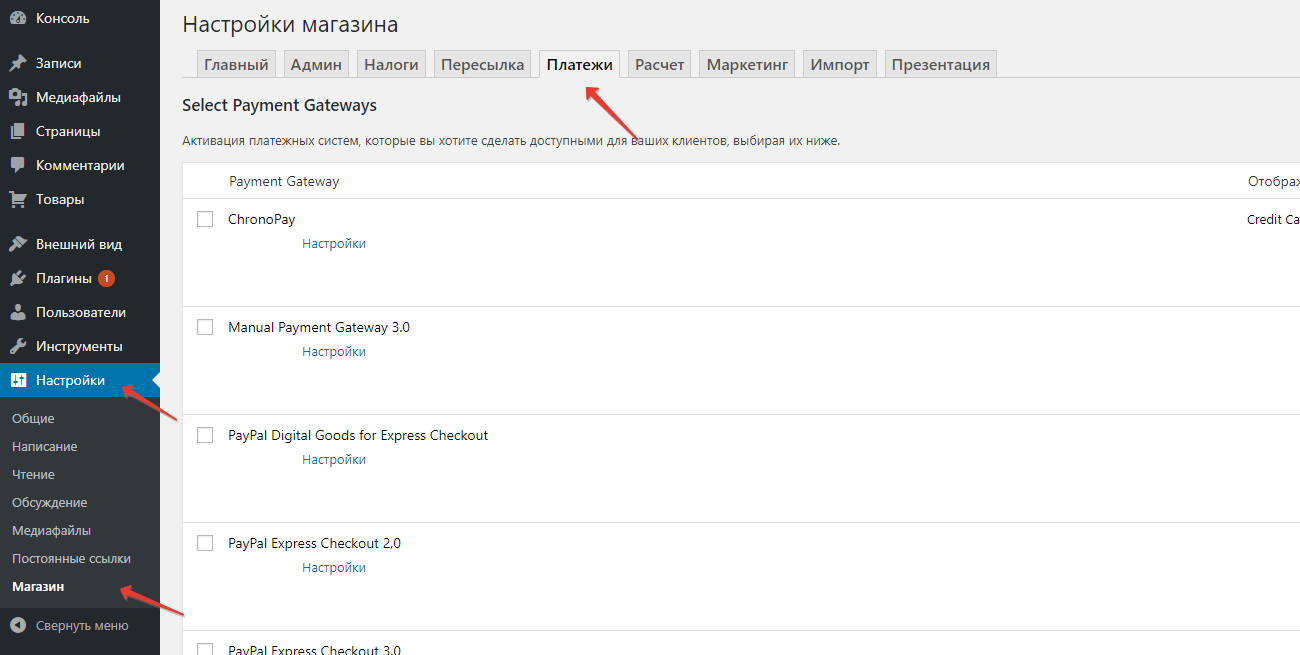 Консоль
Записи
Медиафайлы
Страницы
Комментарии
Товары
Внешний вид
Плагины 1
Пользователи
Инструменты
Настройки
Общие
Написание
Чтение
Обсуждение
Медиафайлы
Постоянные ссылки
Магазин
Свернуть меню
Настройки магазина
Главный Админ Налоги Пересылка Платежи Расчет Маркетинг Импорт Презентация
Select Payment Gateways
Активация платежных систем, которые вы хотите сделать доступными для ваших клиентов, выбирая их ниже.
Payment Gateway Отображ
ChronoPay Credit Ca
Настройки
Manual Payment Gateway 3.0
Настройки
PayPal Digital Goods for Express Checkout
Настройки
PayPal Express Checkout 2,0
Настройки
PayPal Express Checkout 3.0